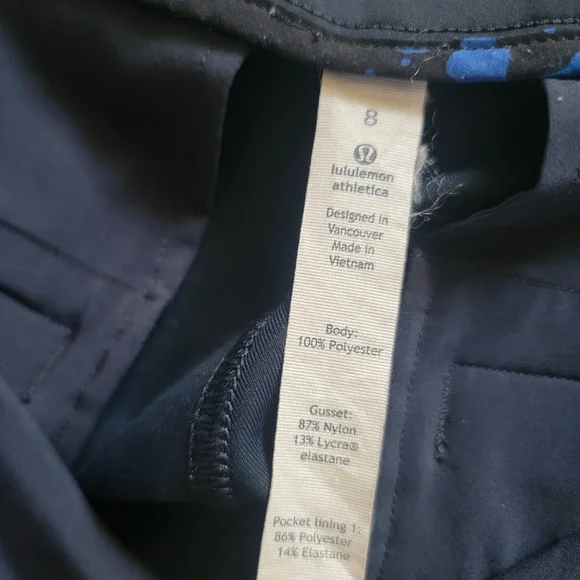 8
lululemon
athletica
Designed in
Vancouver
Made in
Vietnam
Body:
100% Polyester
Gusset:
87% Nylon
13% Lycra®
elastane
Pocket lining 1:
86% Polyester
14% Elastane